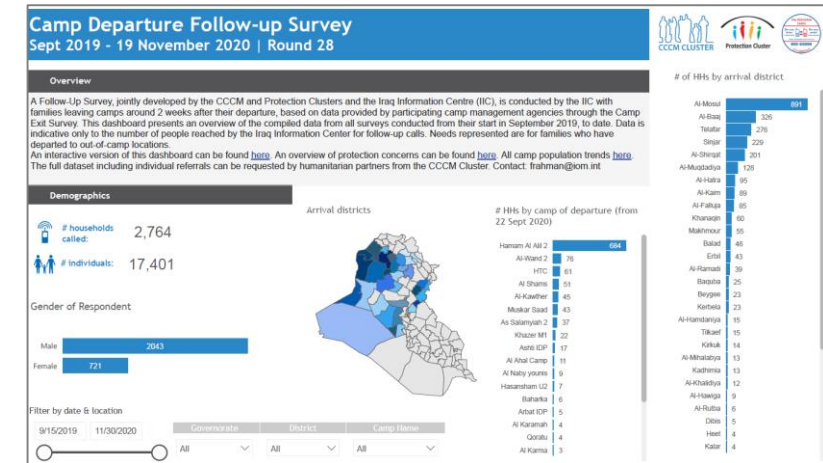 Camp Departure Follow-up Survey
Sept 2019 - 19 November 2020 | Round 28
CCCM CLUSTER
Protection Cluster
Overview
A Follow-Up Survey, jointly developed by the CCCM and Protection Clusters and the Iraq Information Centre (IIC), is conducted by the IIC with
families leaving camps around 2 weeks after their departure, based on data provided by participating camp management agencies through the Camp
Exit Survey. This dashboard presents an overview of the compiled data from all surveys conducted from their start in September 2019, to date. Data is
indicative only to the number of people reached by the Iraq Information Center for follow-up calls. Needs represented are for families who have
departed to out-of-camp locations.
An interactive version of this dashboard can be found here. An overview of protection concerns can be found here. All camp population trends here.
The full dataset including individual referrals can be requested by humanitarian partners from the CCCM Cluster. Contact: frahman@iom.int
Demographics
# households
called:
2,764
# individuals:
17,401
Gender of Respondent
Male 2043
Female 721
Filter by date & location
9/15/2019 11/30/2020
Governorate District Camp Name
All All All
Arrival districts
# HHs by camp of departure (from
22 Sept 2020)
Hamam Al Alil 2 684
Al-Wand 2 76
HTC 61
Al Shams 51
Al-Kawther 45
Muskar Saad 43
As Salamyiah 2 37
Khazer M1 22
Ashti IDP 17
Al Ahal Camp 11
Al Naby younis 9
Hasansham U2 7
Baharka 6
Arbat IDP 5
Al Karamah 4
Qoratu 4
Al Karma 3
# of HHs by arrival district
Al-Mosul 891
Al-Baaj 326
Telafar 276
Sinjar 229
Al-Shirqat 201
Al-Muqdadiya 126
Al-Hatra 95
Al-Kaim 89
Al-Falluja 85
Khanaqin 60
Makhmour 55
Balad 46
Erbil 43
Al-Ramadi 39
Baquba 25
Beygee 23
Kerbela 23
Al-Hamdaniya 15
Tilkaef 15
Kirkuk 14
Al-Mihalabya 13
Kadhimia 13
Al-Khalidiya 12
Al-Hawiga 9
Al-Rutba 6
Dibis 5
Heet 4
Kalar 4